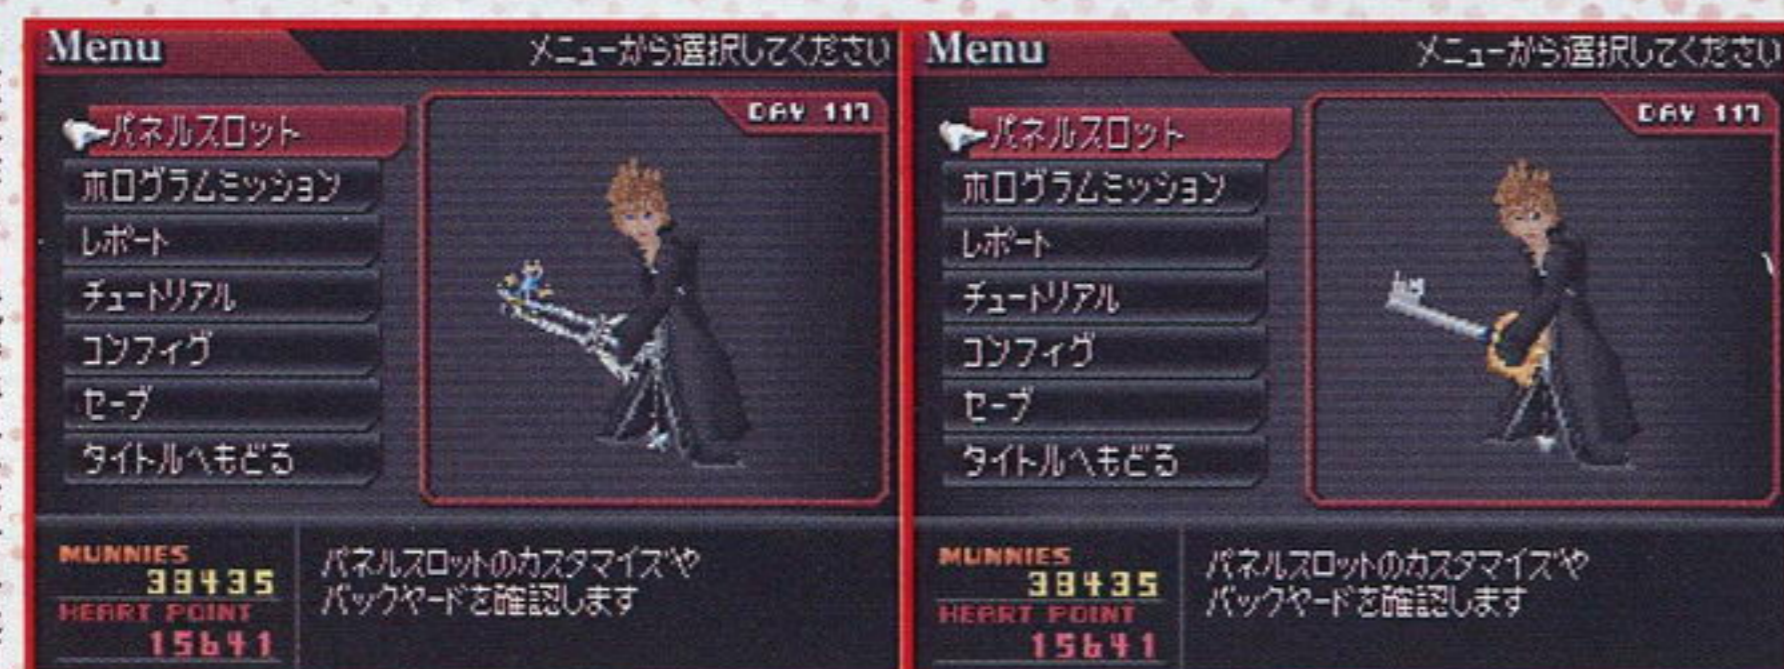 Menu
メニューから選択してください
DAY 117
パネルスロット
ホログラムミッション
レポート
チュートリアル
コンフィグ
セーブ
タイトルへもどる
MUNNIES
38435
HEART POINT
15641
パネルスロットのカスタマイズや
バックヤードを確認します
Menu
メニューから選択してください
DAY 117
パネルスロット
ホログラムミッション
レポート
チュートリアル
コンフィグ
セーブ
タイトルへもどる
MUNNIES
38435
HEART POINT
15641
パネルスロットのカスタマイズや
バックヤードを確認します